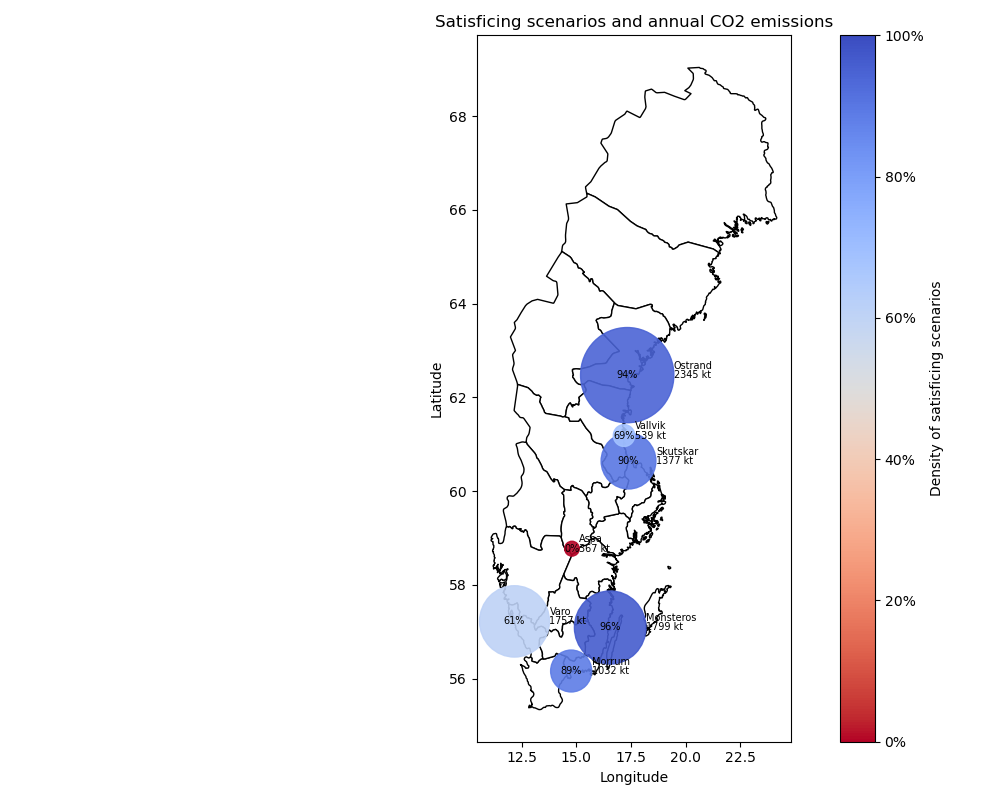 Satisficing scenarios and annual CO2 emissions
68
66
64
62
60
58
56
Latitude
12.5 15.0 17.5 20.0 22.5
Longitude
Ostrand
2345 kt
94%
Vallvik
539 kt
69%
Skutskar
1377 kt
90%
Aspa
367 kt
0%
Varo
1757 kt
61%
Monsteros
1799 kt
96%
Morrum
1032 kt
89%
100%
80%
60%
40%
20%
0%
Density of satisficing scenarios